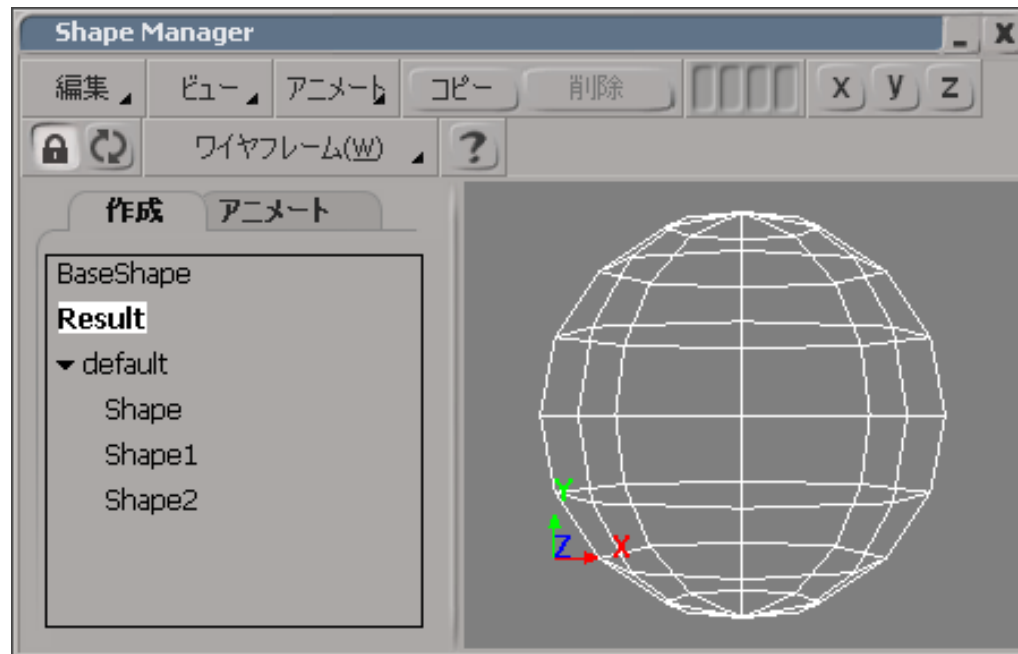 Shape Manager
編集 ビュー アニメート コピー 削除 x y z
ワイヤフレーム(W) ?
作成 アニメート
BaseShape
Result
default
Shape
Shape1
Shape2
Y
Z X